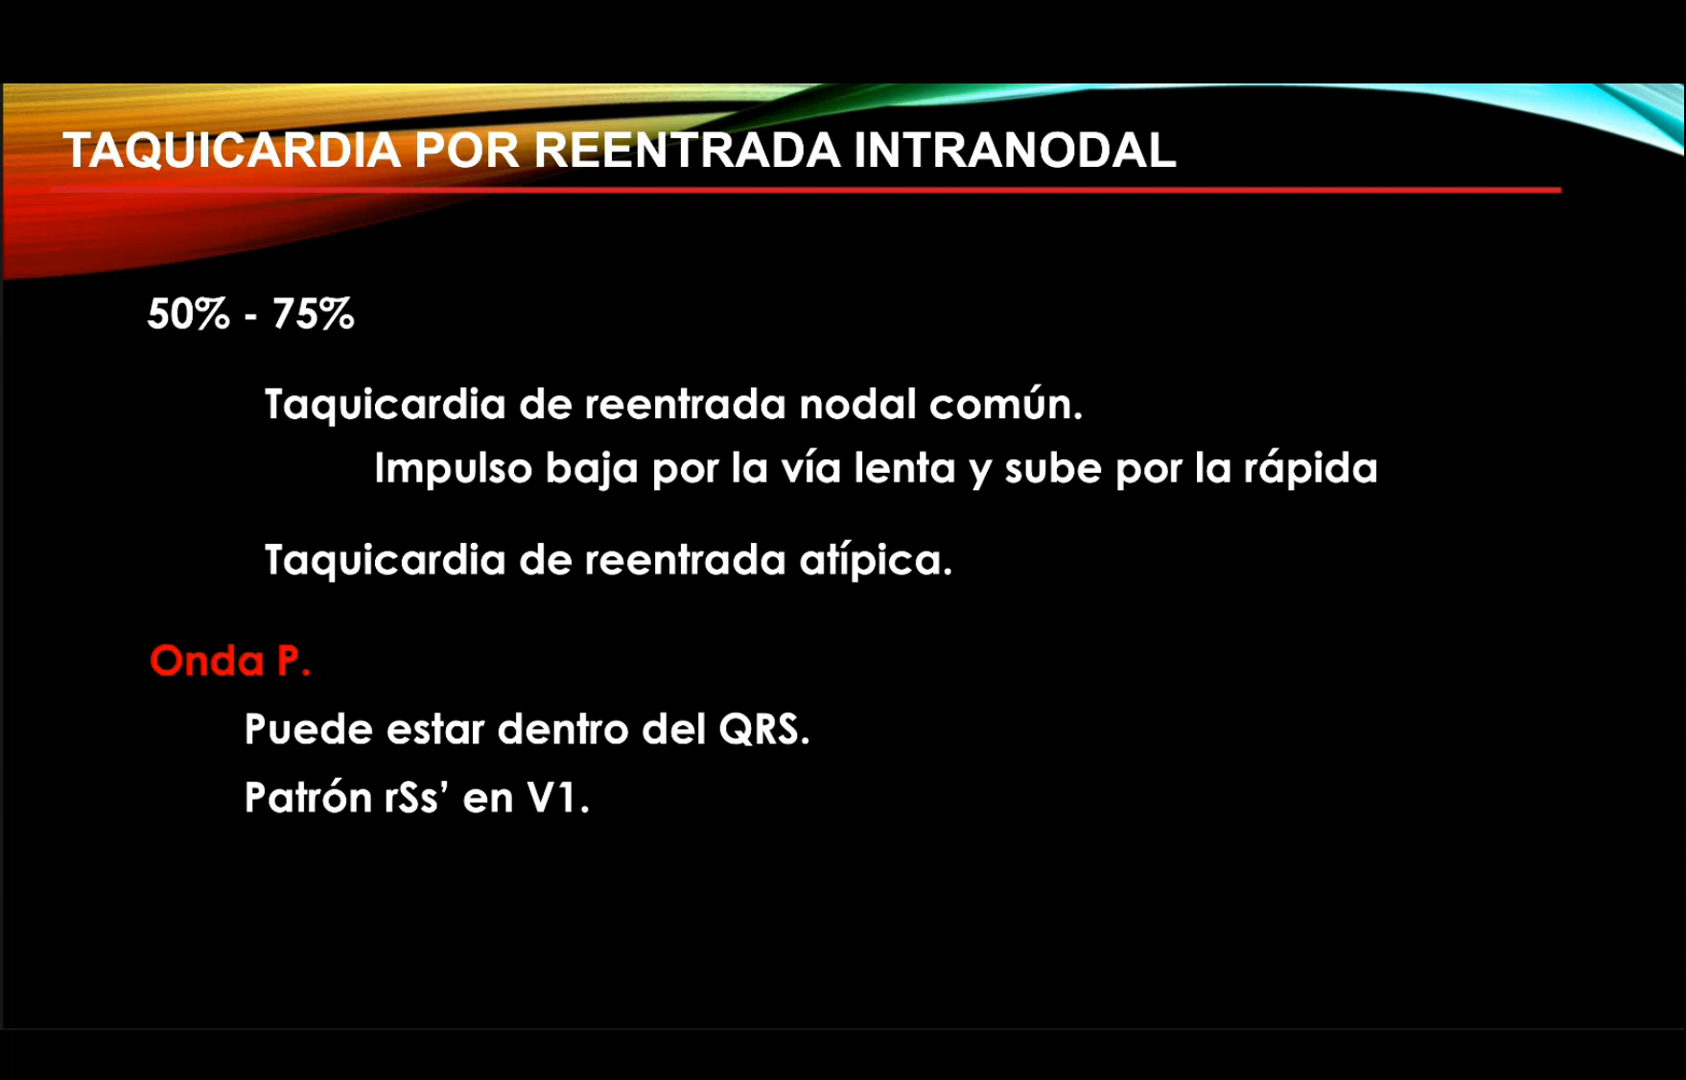 TAQUICARDIA POR REENTRADA INTRANODAL
50% - 75%
Taquicardia de reentrada nodal común.
Impulso baja por la vía lenta y sube por la rápida
Taquicardia de reentrada atípica.
Onda P.
Puede estar dentro del QRS.
Patrón rSs’ en V1.